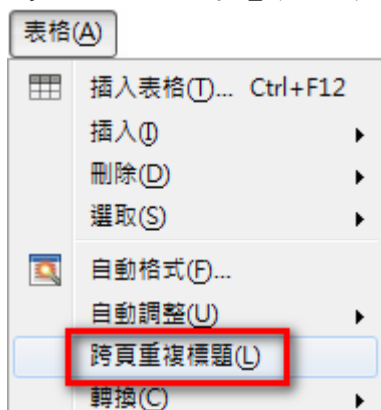 表格(A)
插入表格(T)... Ctrl+F12
插入(I)
刪除(D)
選取(S)
自動格式(F)...
自動調整(U)
跨頁重複標題(L)
轉換(C)